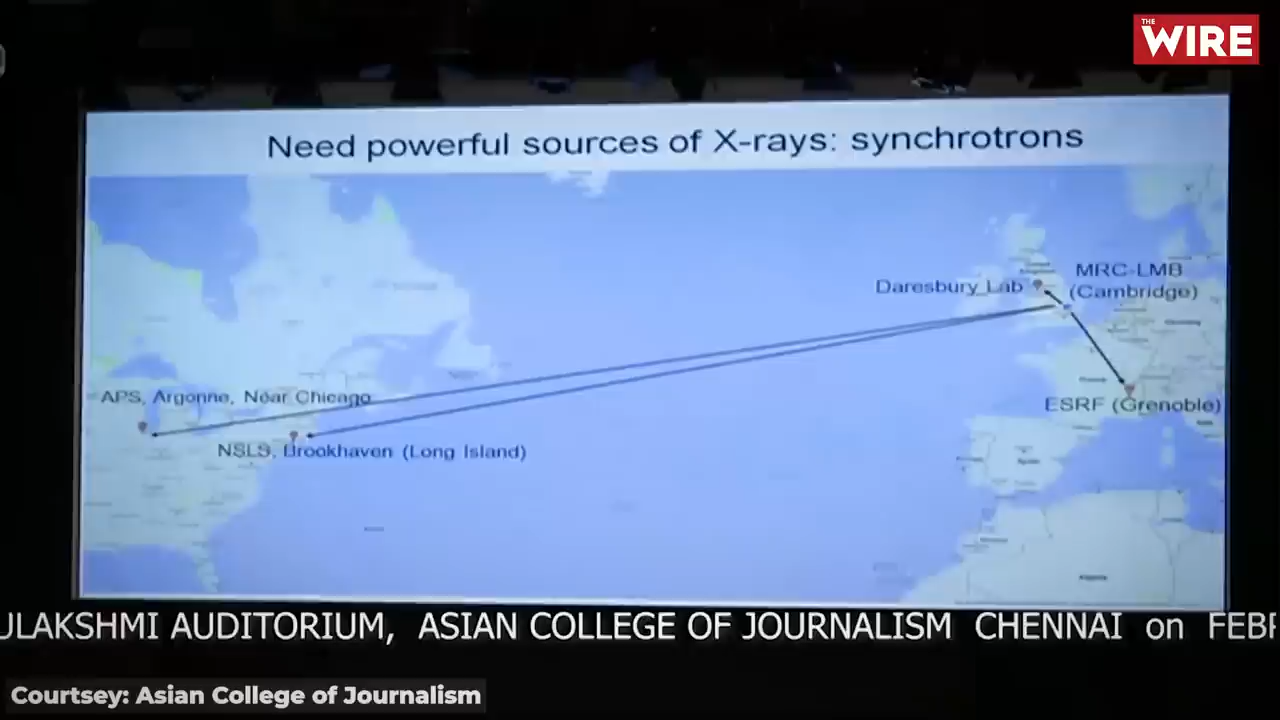 THE
WIRE
Need powerful sources of X-rays: synchrotrons
MRC-LMB
(Cambridge)
Daresbury Lab
APS, Argonne, Near Chicago
ESRF (Grenoble)
NSLS, Brookhaven (Long Island)
ULAKSHMI AUDITORIUM, ASIAN COLLEGE OF JOURNALISM CHENNAI on FEB
Courtsey: Asian College of Journalism